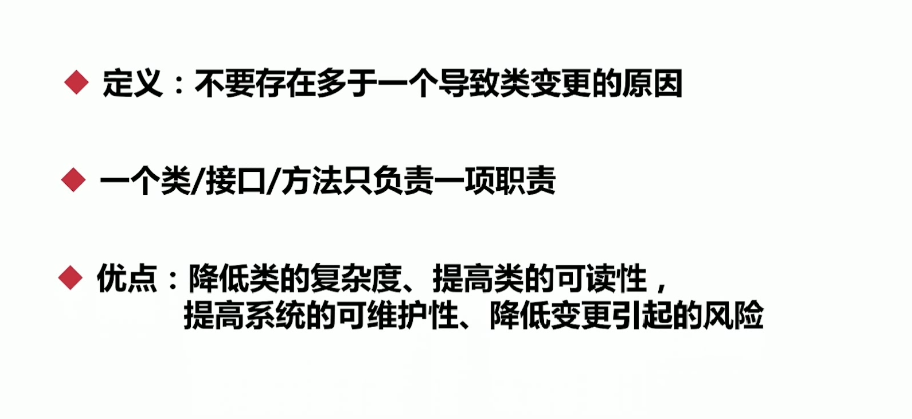 定义：不要存在多于一个导致类变更的原因
一个类/接口/方法只负责一项职责
优点：降低类的复杂度、提高类的可读性，
提高系统的可维护性、降低变更引起的风险